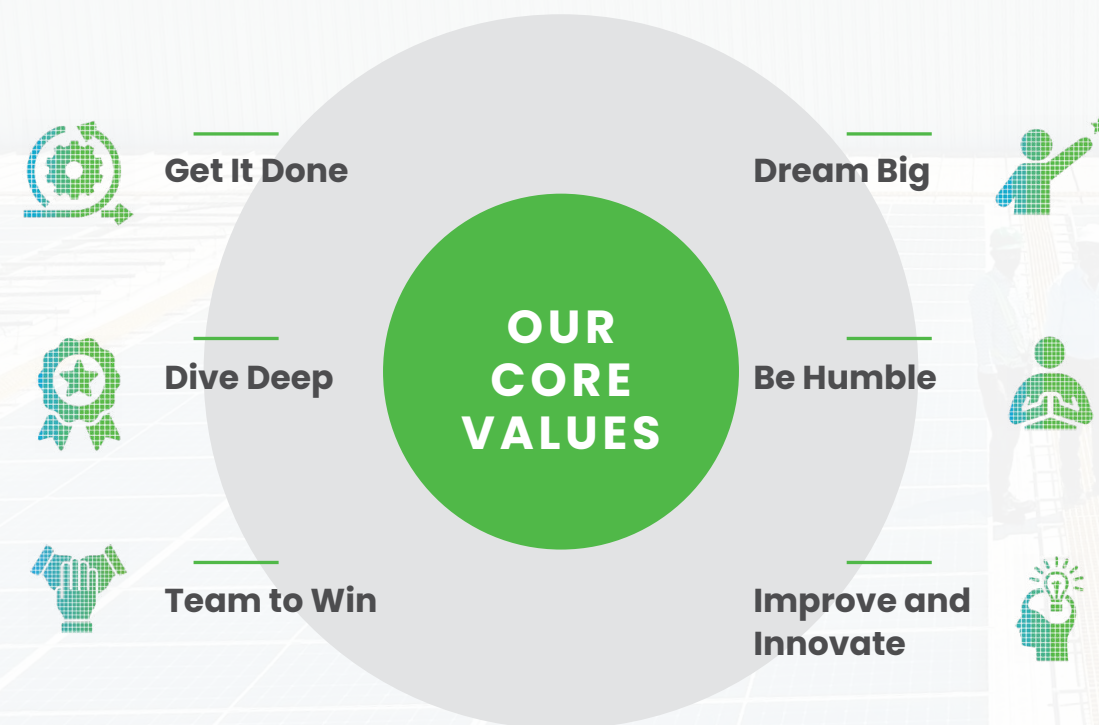 OUR
CORE
VALUES
Get It Done
Dive Deep
Team to Win
Dream Big
Be Humble
Improve and
Innovate